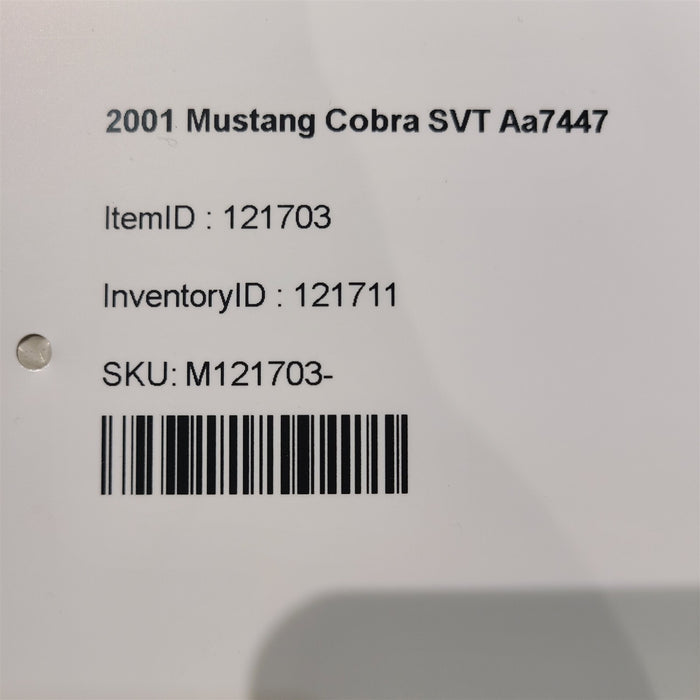 2001 Mustang Cobra SVT Aa7447
ItemID : 121703
InventoryID : 121711
SKU: M121703-